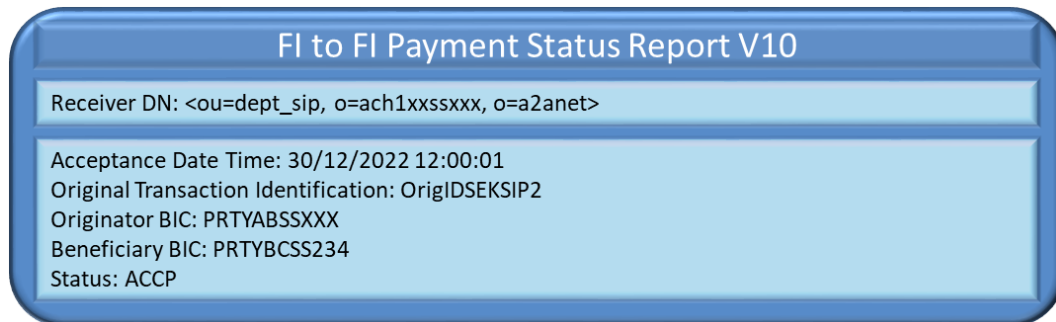 FI to FI Payment Status Report V10
Receiver DN: <ou=dept_sip, o=ach1xxssxxx, o=a2anet>
Acceptance Date Time: 30/12/2022 12:00:01
Original Transaction Identification: OrigIDSEKSIP2
Originator BIC: PRTYABSSXXX
Beneficiary BIC: PRTYBCSS234
Status: ACCP